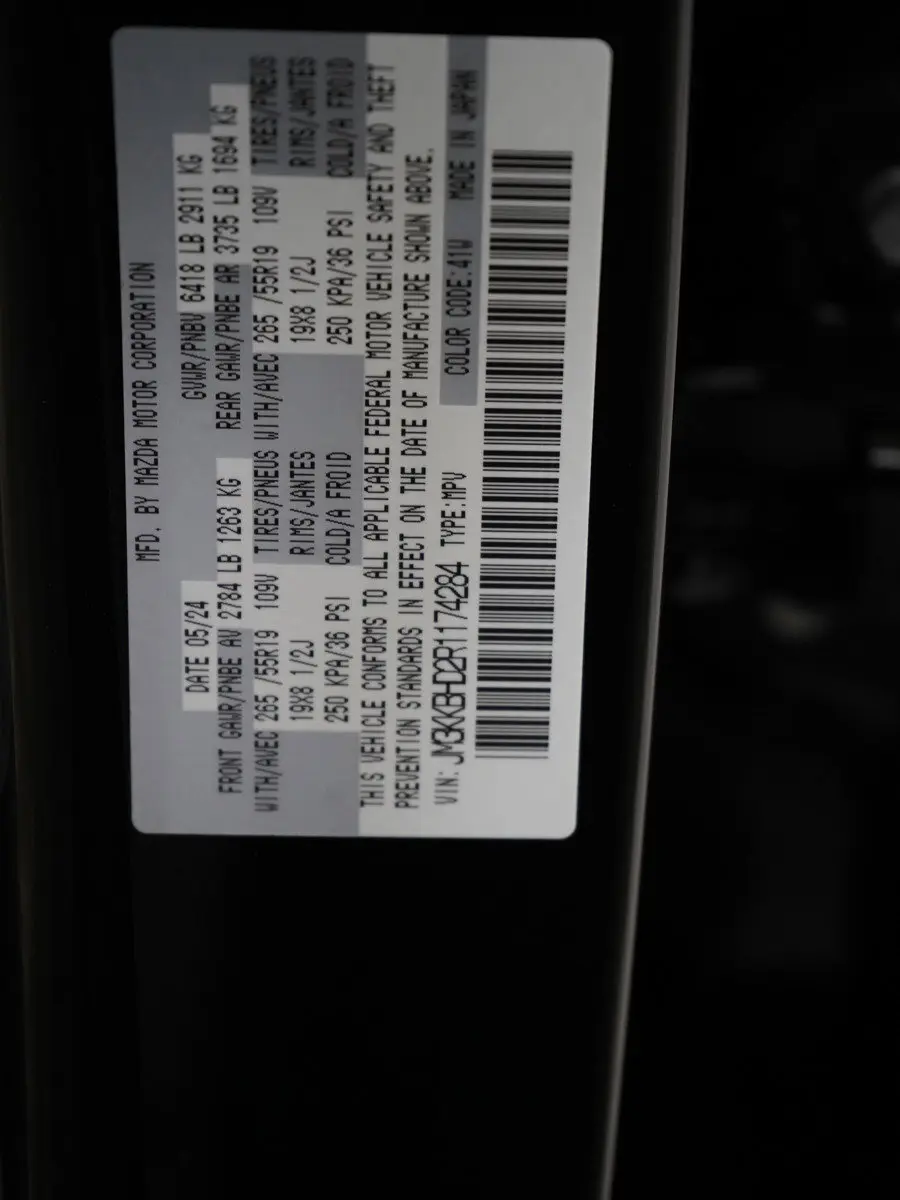 MFD. BY MAZDA MOTOR CORPORATION
DATE 05/24 GVWR/PNBV 6418 LB 2911 KG
FRONT GAWR/PNBE AV 2784 LB 1263 KG REAR GAWR/PNBE AR 3735 LB 1694 KG
WITH/AVEC 265 /55R19 109V TIRES/PNEUS WITH/AVEC 265 /55R19 109V TIRES/PNEUS
19X8 1/2J RIMS/JANTES 19X8 1/2J RIMS/JANTES
250 KPA/36 PSI COLD/A FROID 250 KPA/36 PSI COLD/A FROID
THIS VEHICLE CONFORMS TO ALL APPLICABLE FEDERAL MOTOR VEHICLE SAFETY AND THEFT
PREVENTION STANDARDS IN EFFECT ON THE DATE OF MANUFACTURE SHOWN ABOVE.
VIN: JM3KKBHD2R1174284 TYPE:MPV COLOR CODE:41W MADE IN JAPAN